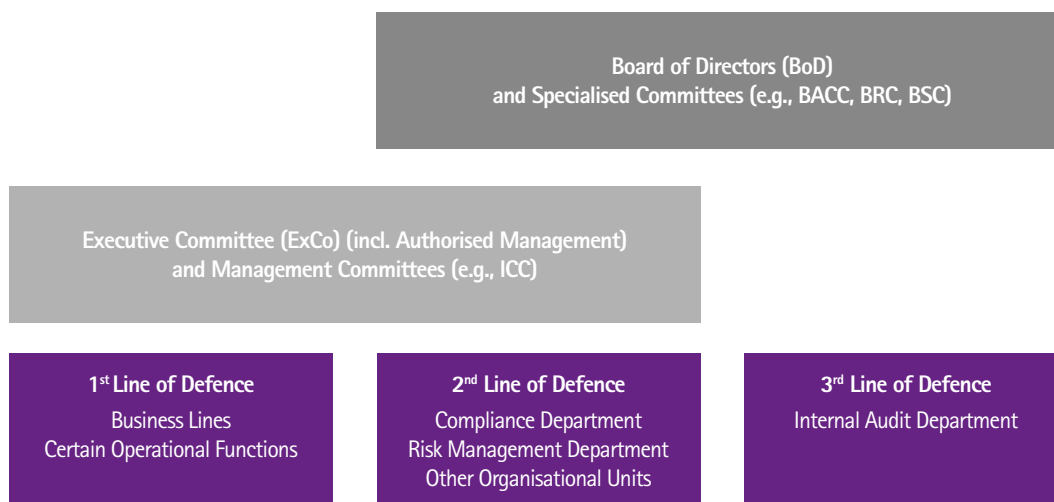 Board of Directors (BoD)
and Specialised Committees (e.g., BACC, BRC, BSC)
Executive Committee (ExCo) (incl. Authorised Management)
and Management Committees (e.g., ICC)
1st Line of Defence
Business Lines
Certain Operational Functions
2nd Line of Defence
Compliance Department
Risk Management Department
Other Organisational Units
3rd Line of Defence
Internal Audit Department